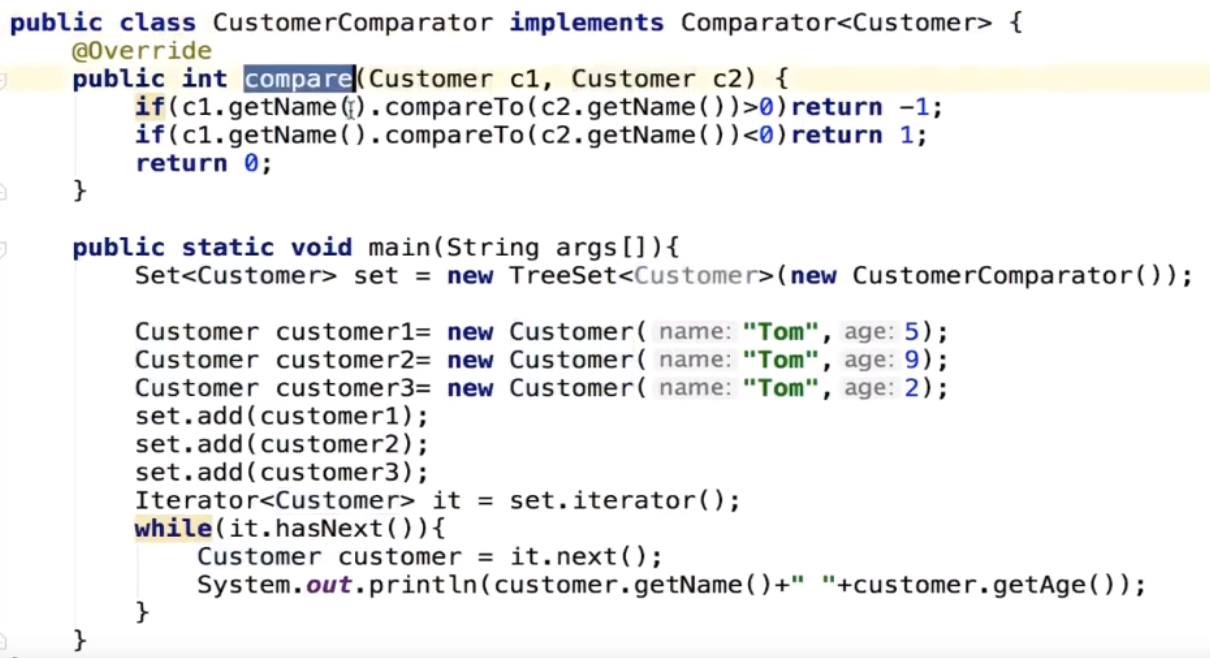 public class CustomerComparator implements Comparator<Customer> {
@Override
public int compare(Customer c1, Customer c2) {
if(c1.getName().compareTo(c2.getName())>0)return -1;
if(c1.getName().compareTo(c2.getName())<0)return 1;
return 0;
}
public static void main(String args[]){
Set<Customer> set = new TreeSet<Customer>(new CustomerComparator());
Customer customer1= new Customer( name: "Tom", age: 5);
Customer customer2= new Customer( name: "Tom", age: 9);
Customer customer3= new Customer( name: "Tom", age: 2);
set.add(customer1);
set.add(customer2);
set.add(customer3);
Iterator<Customer> it = set.iterator();
while(it.hasNext()){
Customer customer = it.next();
System.out.println(customer.getName()+" "+customer.getAge());
}
}